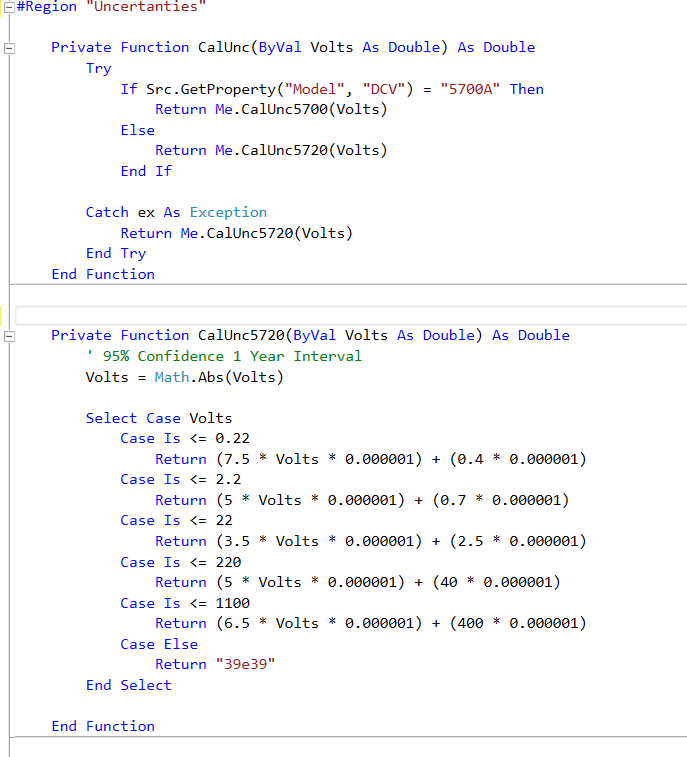 #Region "Uncertanties"
Private Function CalUnc(ByVal Volts As Double) As Double
Try
If Src.GetProperty("Model", "DCV") = "5700A" Then
Return Me.CalUnc5700(Volts)
Else
Return Me.CalUnc5720(Volts)
End If
Catch ex As Exception
Return Me.CalUnc5720(Volts)
End Try
End Function
Private Function CalUnc5720(ByVal Volts As Double) As Double
' 95% Confidence 1 Year Interval
Volts = Math.Abs(Volts)
Select Case Volts
Case Is <= 0.22
Return (7.5 * Volts * 0.000001) + (0.4 * 0.000001)
Case Is <= 2.2
Return (5 * Volts * 0.000001) + (0.7 * 0.000001)
Case Is <= 22
Return (3.5 * Volts * 0.000001) + (2.5 * 0.000001)
Case Is <= 220
Return (5 * Volts * 0.000001) + (40 * 0.000001)
Case Is <= 1100
Return (6.5 * Volts * 0.000001) + (400 * 0.000001)
Case Else
Return "39e39"
End Select
End Function